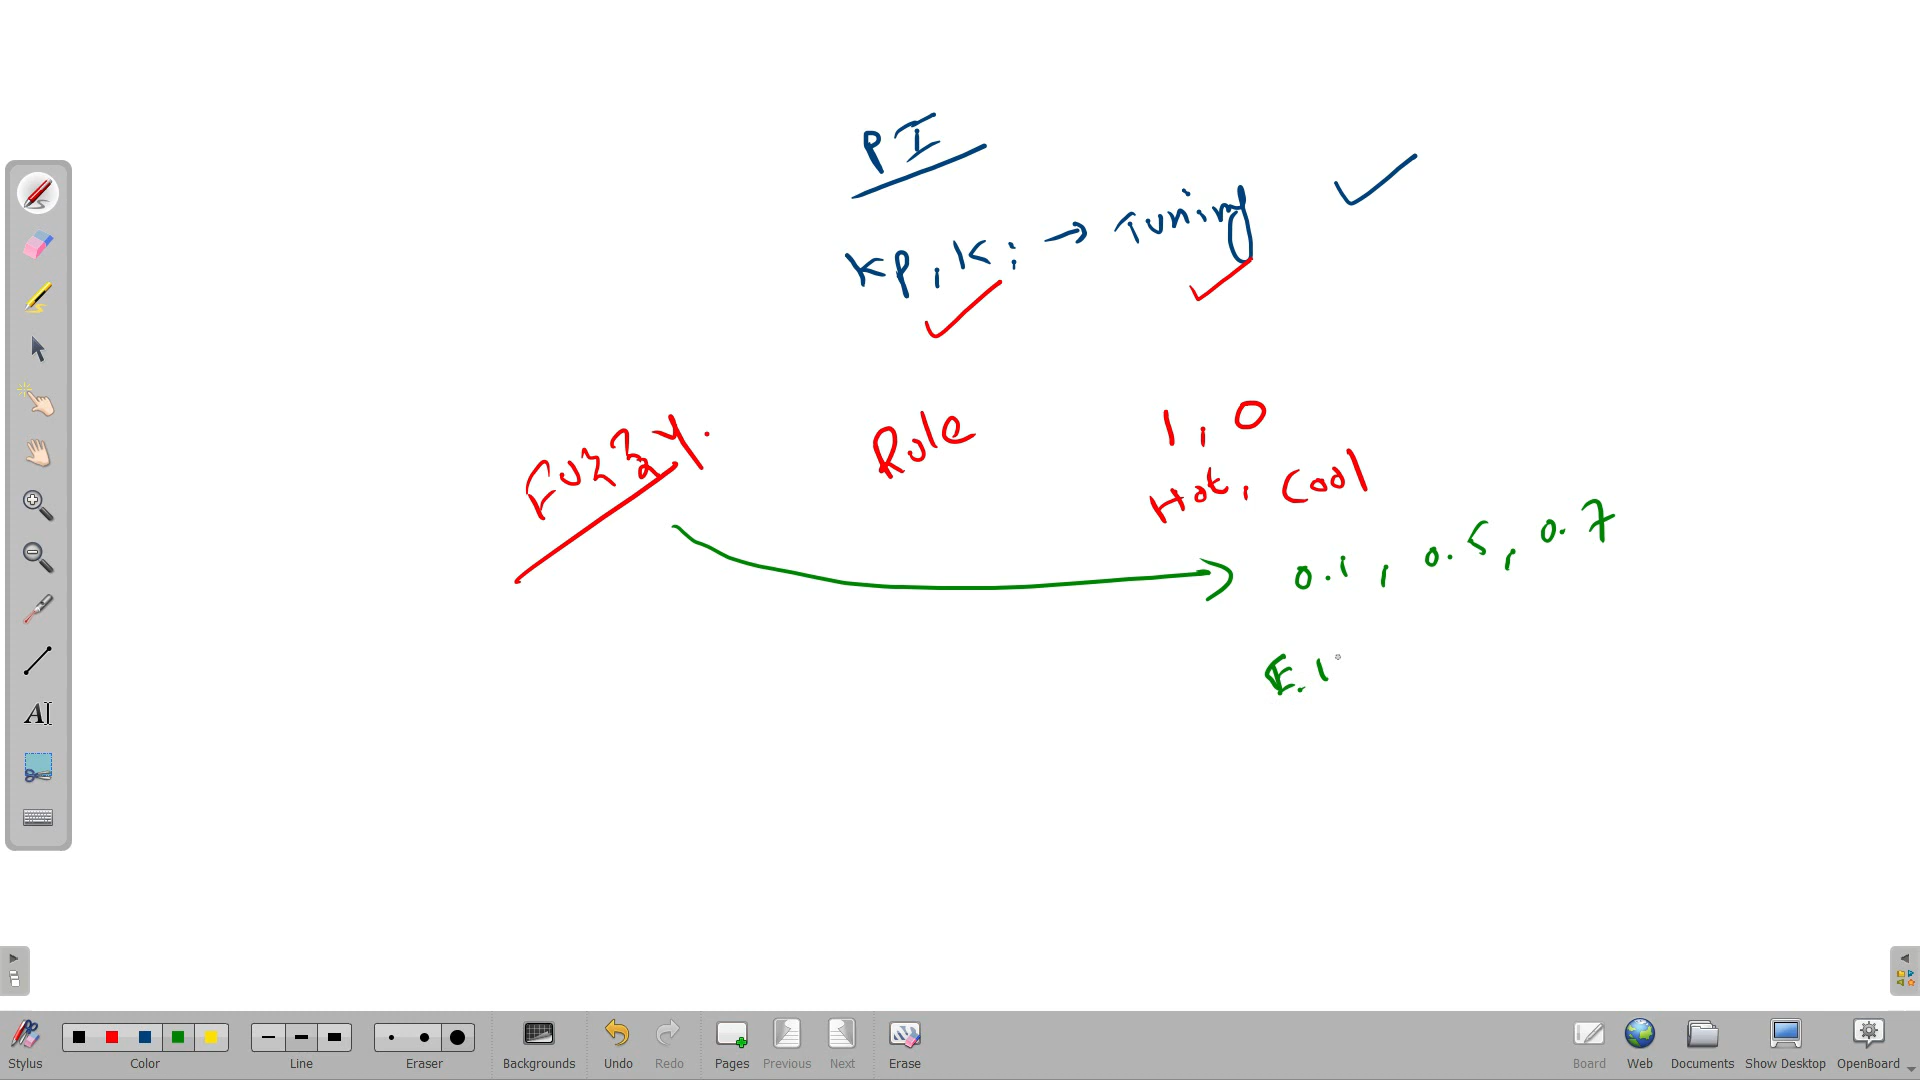 PI
Kp, Ki → Tuning
Fuzzy. Rule 1, 0
Hot, Cool
0.1, 0.5, 0.7
E.
Stylus Color Line Eraser Backgrounds Undo Redo Pages Previous Next Erase Board Web Documents Show Desktop OpenBoard